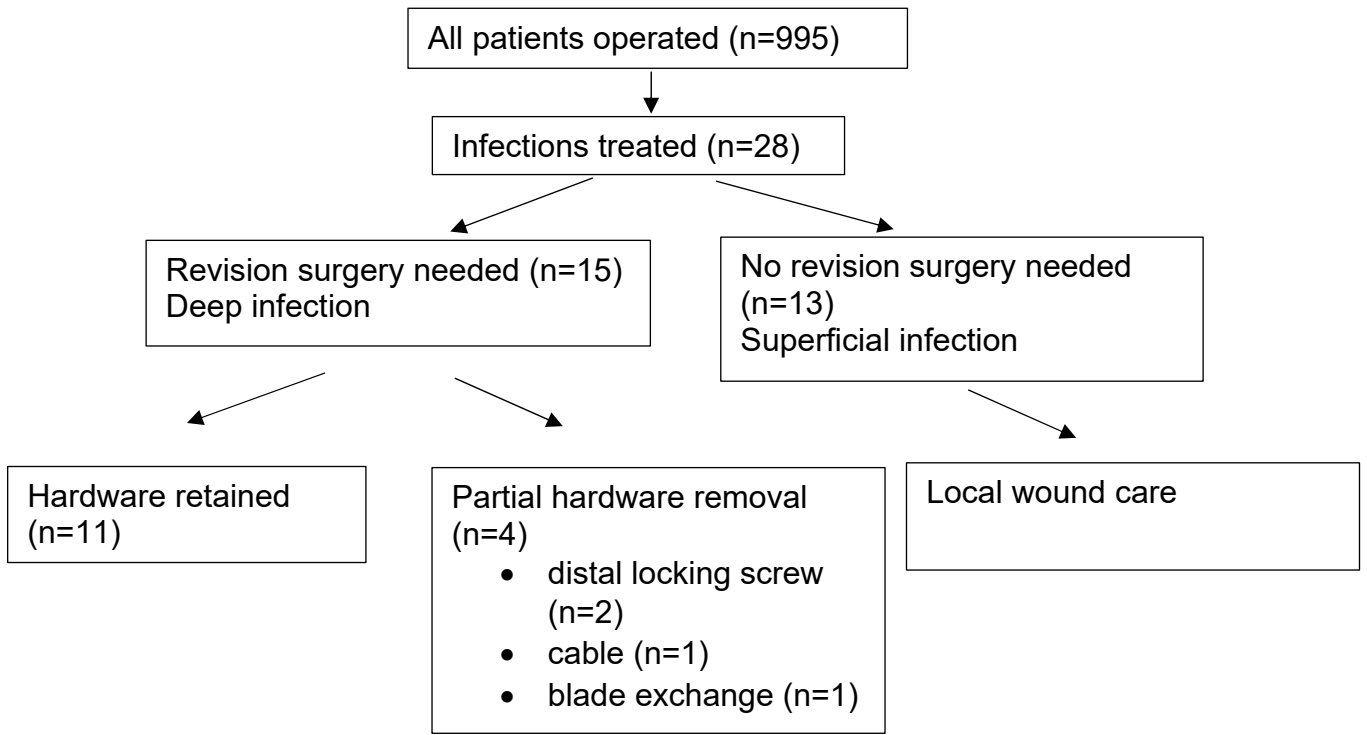 All patients operated (n=995)
Infections treated (n=28)
Revision surgery needed (n=15)
Deep infection
No revision surgery needed
(n=13)
Superficial infection
Hardware retained
(n=11)
Partial hardware removal
(n=4)
• distal locking screw
(n=2)
• cable (n=1)
• blade exchange (n=1)
Local wound care